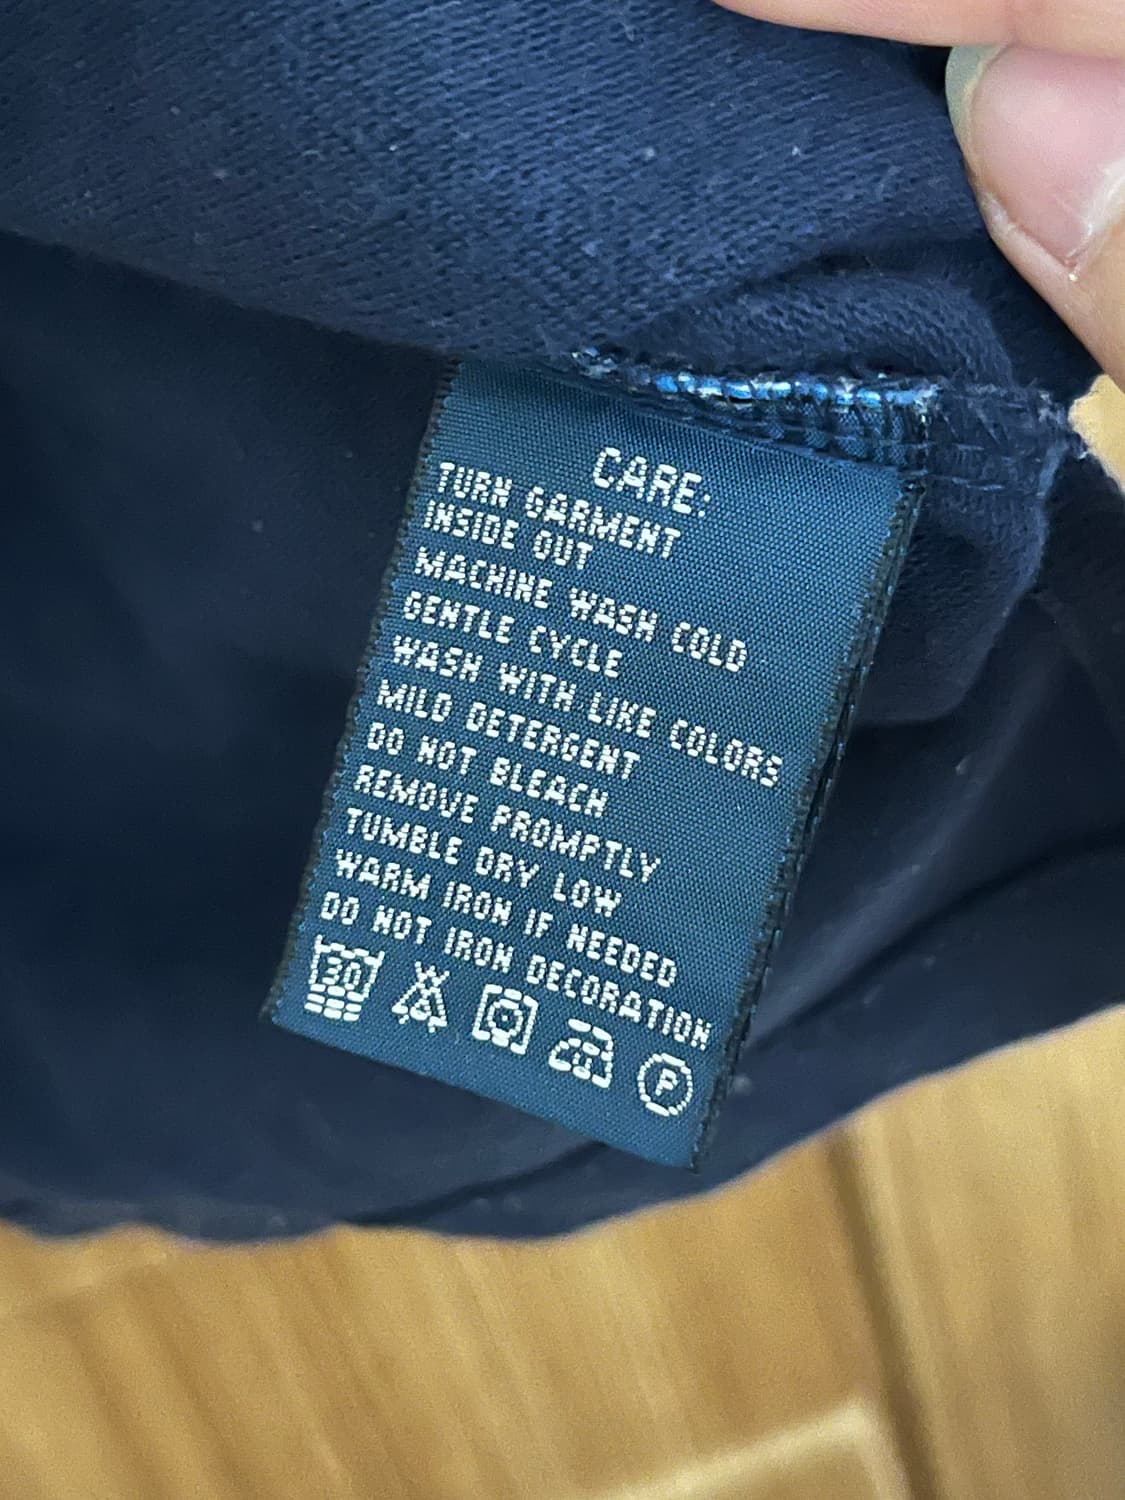 CARE:
TURN GARMENT
INSIDE OUT
MACHINE WASH COLD
GENTLE CYCLE
WASH WITH LIKE COLORS
MILD DETERGENT
DO NOT BLEACH
REMOVE PROMPTLY
TUMBLE DRY LOW
WARM IRON IF NEEDED
DO NOT IRON DECORATION
30 P